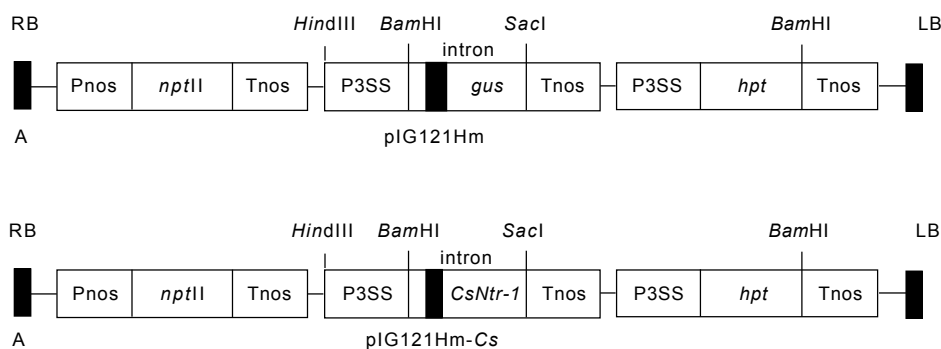 RB HindIII BamHI SacI BamHI LB
intron
Pnos nptII Tnos P3SS gus Tnos P3SS hpt Tnos
A pIG121Hm
RB HindIII BamHI SacI BamHI LB
intron
Pnos nptII Tnos P3SS CsNtr-1 Tnos P3SS hpt Tnos
A pIG121Hm-Cs